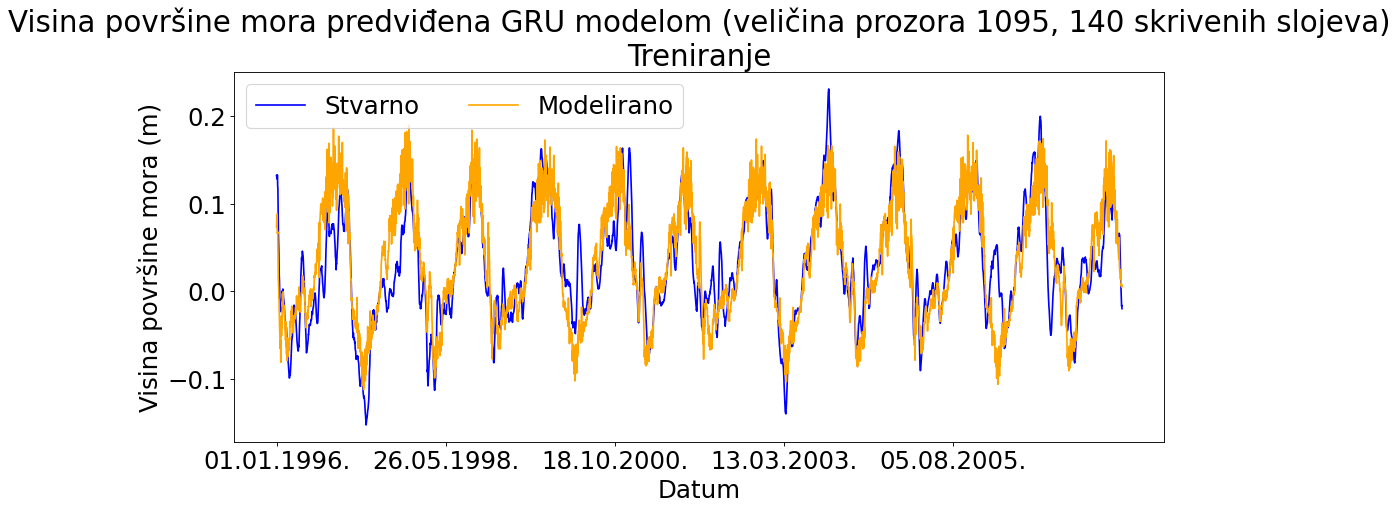 Visina površine mora predviđena GRU modelom (veličina prozora 1095, 140 skrivenih slojeva)
Treniranje
Stvarno
Modelirano
Visina površine mora (m)
0.2
0.1
0.0
−0.1
01.01.1996.
26.05.1998.
18.10.2000.
13.03.2003.
05.08.2005.
Datum